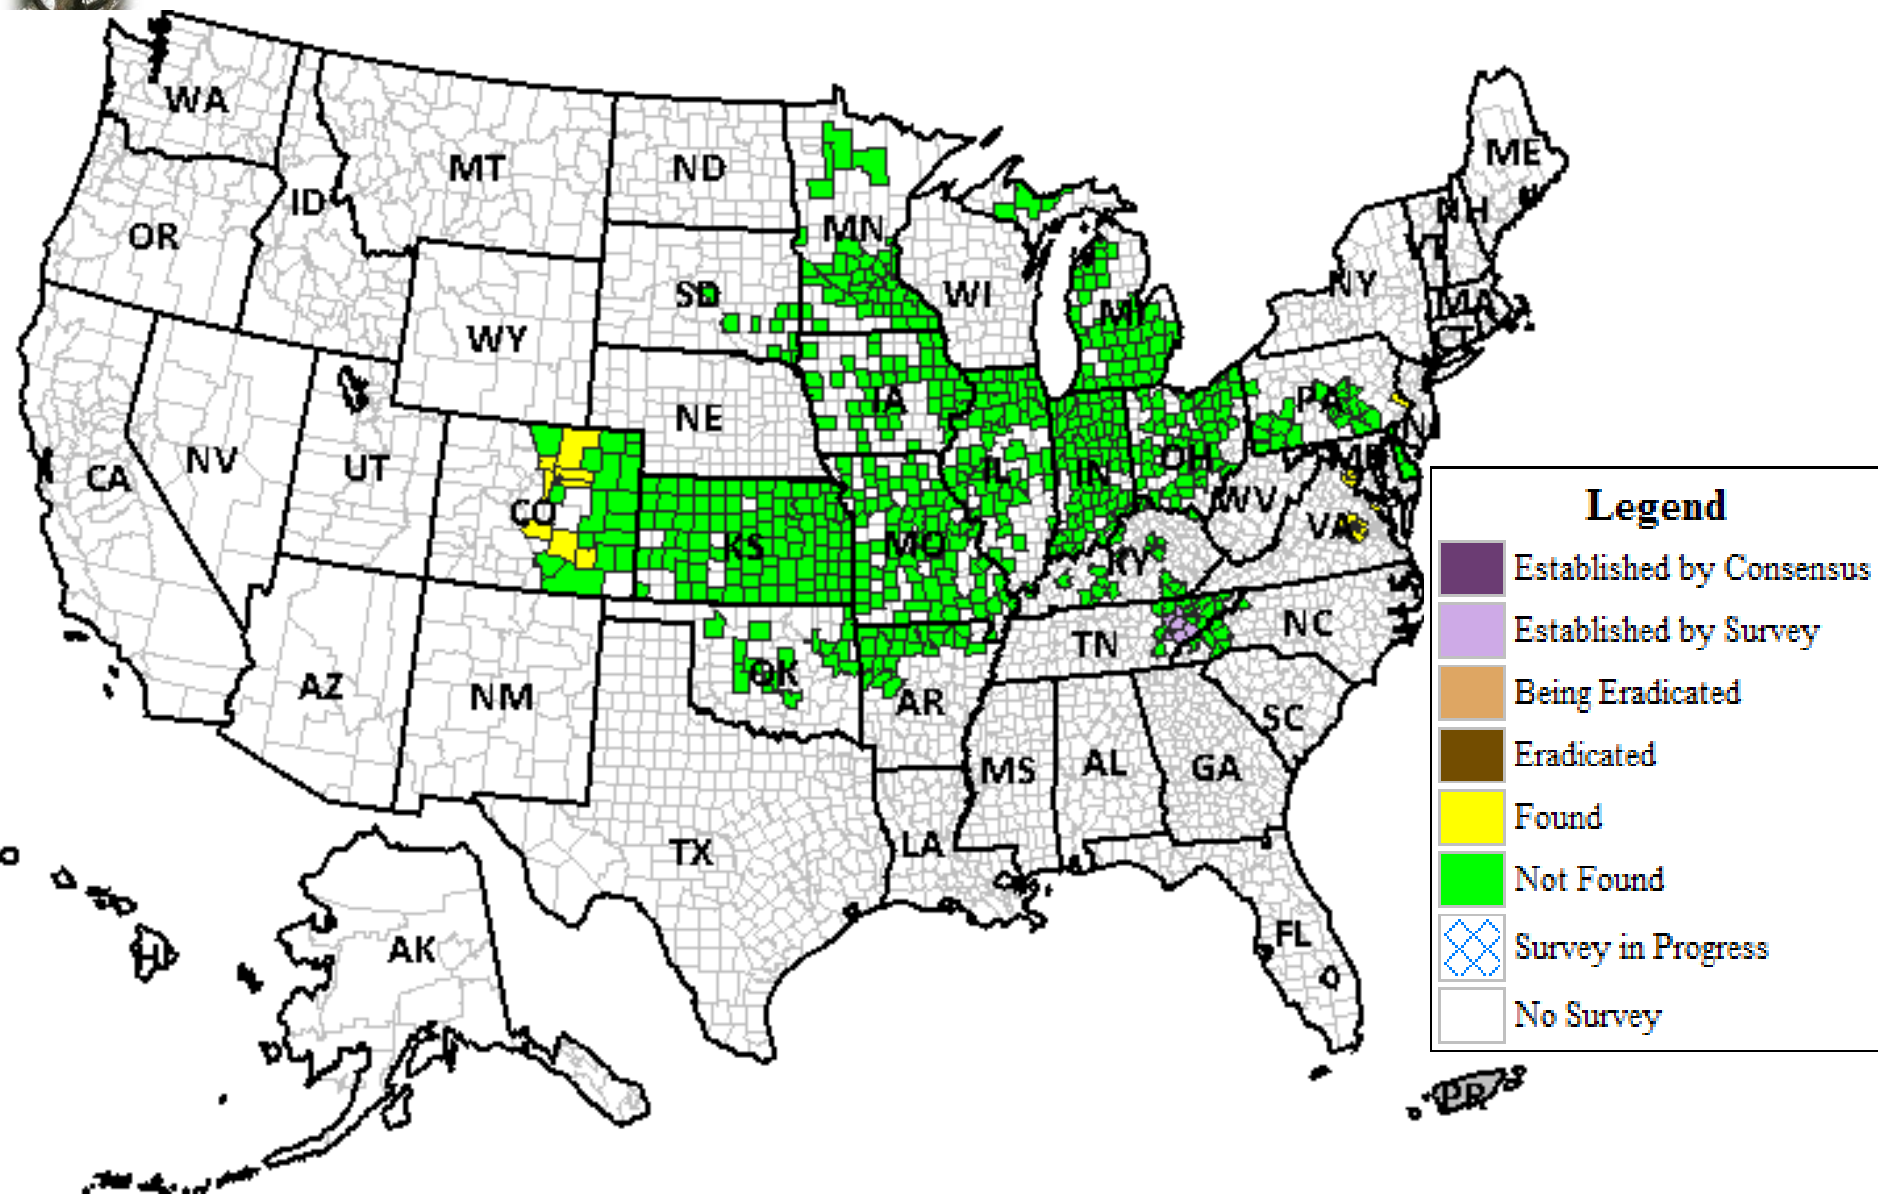 WA
MT
ND
ME
ID
OR
MN
NH
SD
WI
NY
MI
MA
WY
CT
IA
PA
NE
NV
UT
CA
IL
IN
OH
MD
WV
CO
VA
KS
MO
KY
NC
TN
AZ
NM
OK
AR
SC
MS
AL
GA
TX
LA
FL
AK
HI
PR
Legend
Established by Consensus
Established by Survey
Being Eradicated
Eradicated
Found
Not Found
Survey in Progress
No Survey